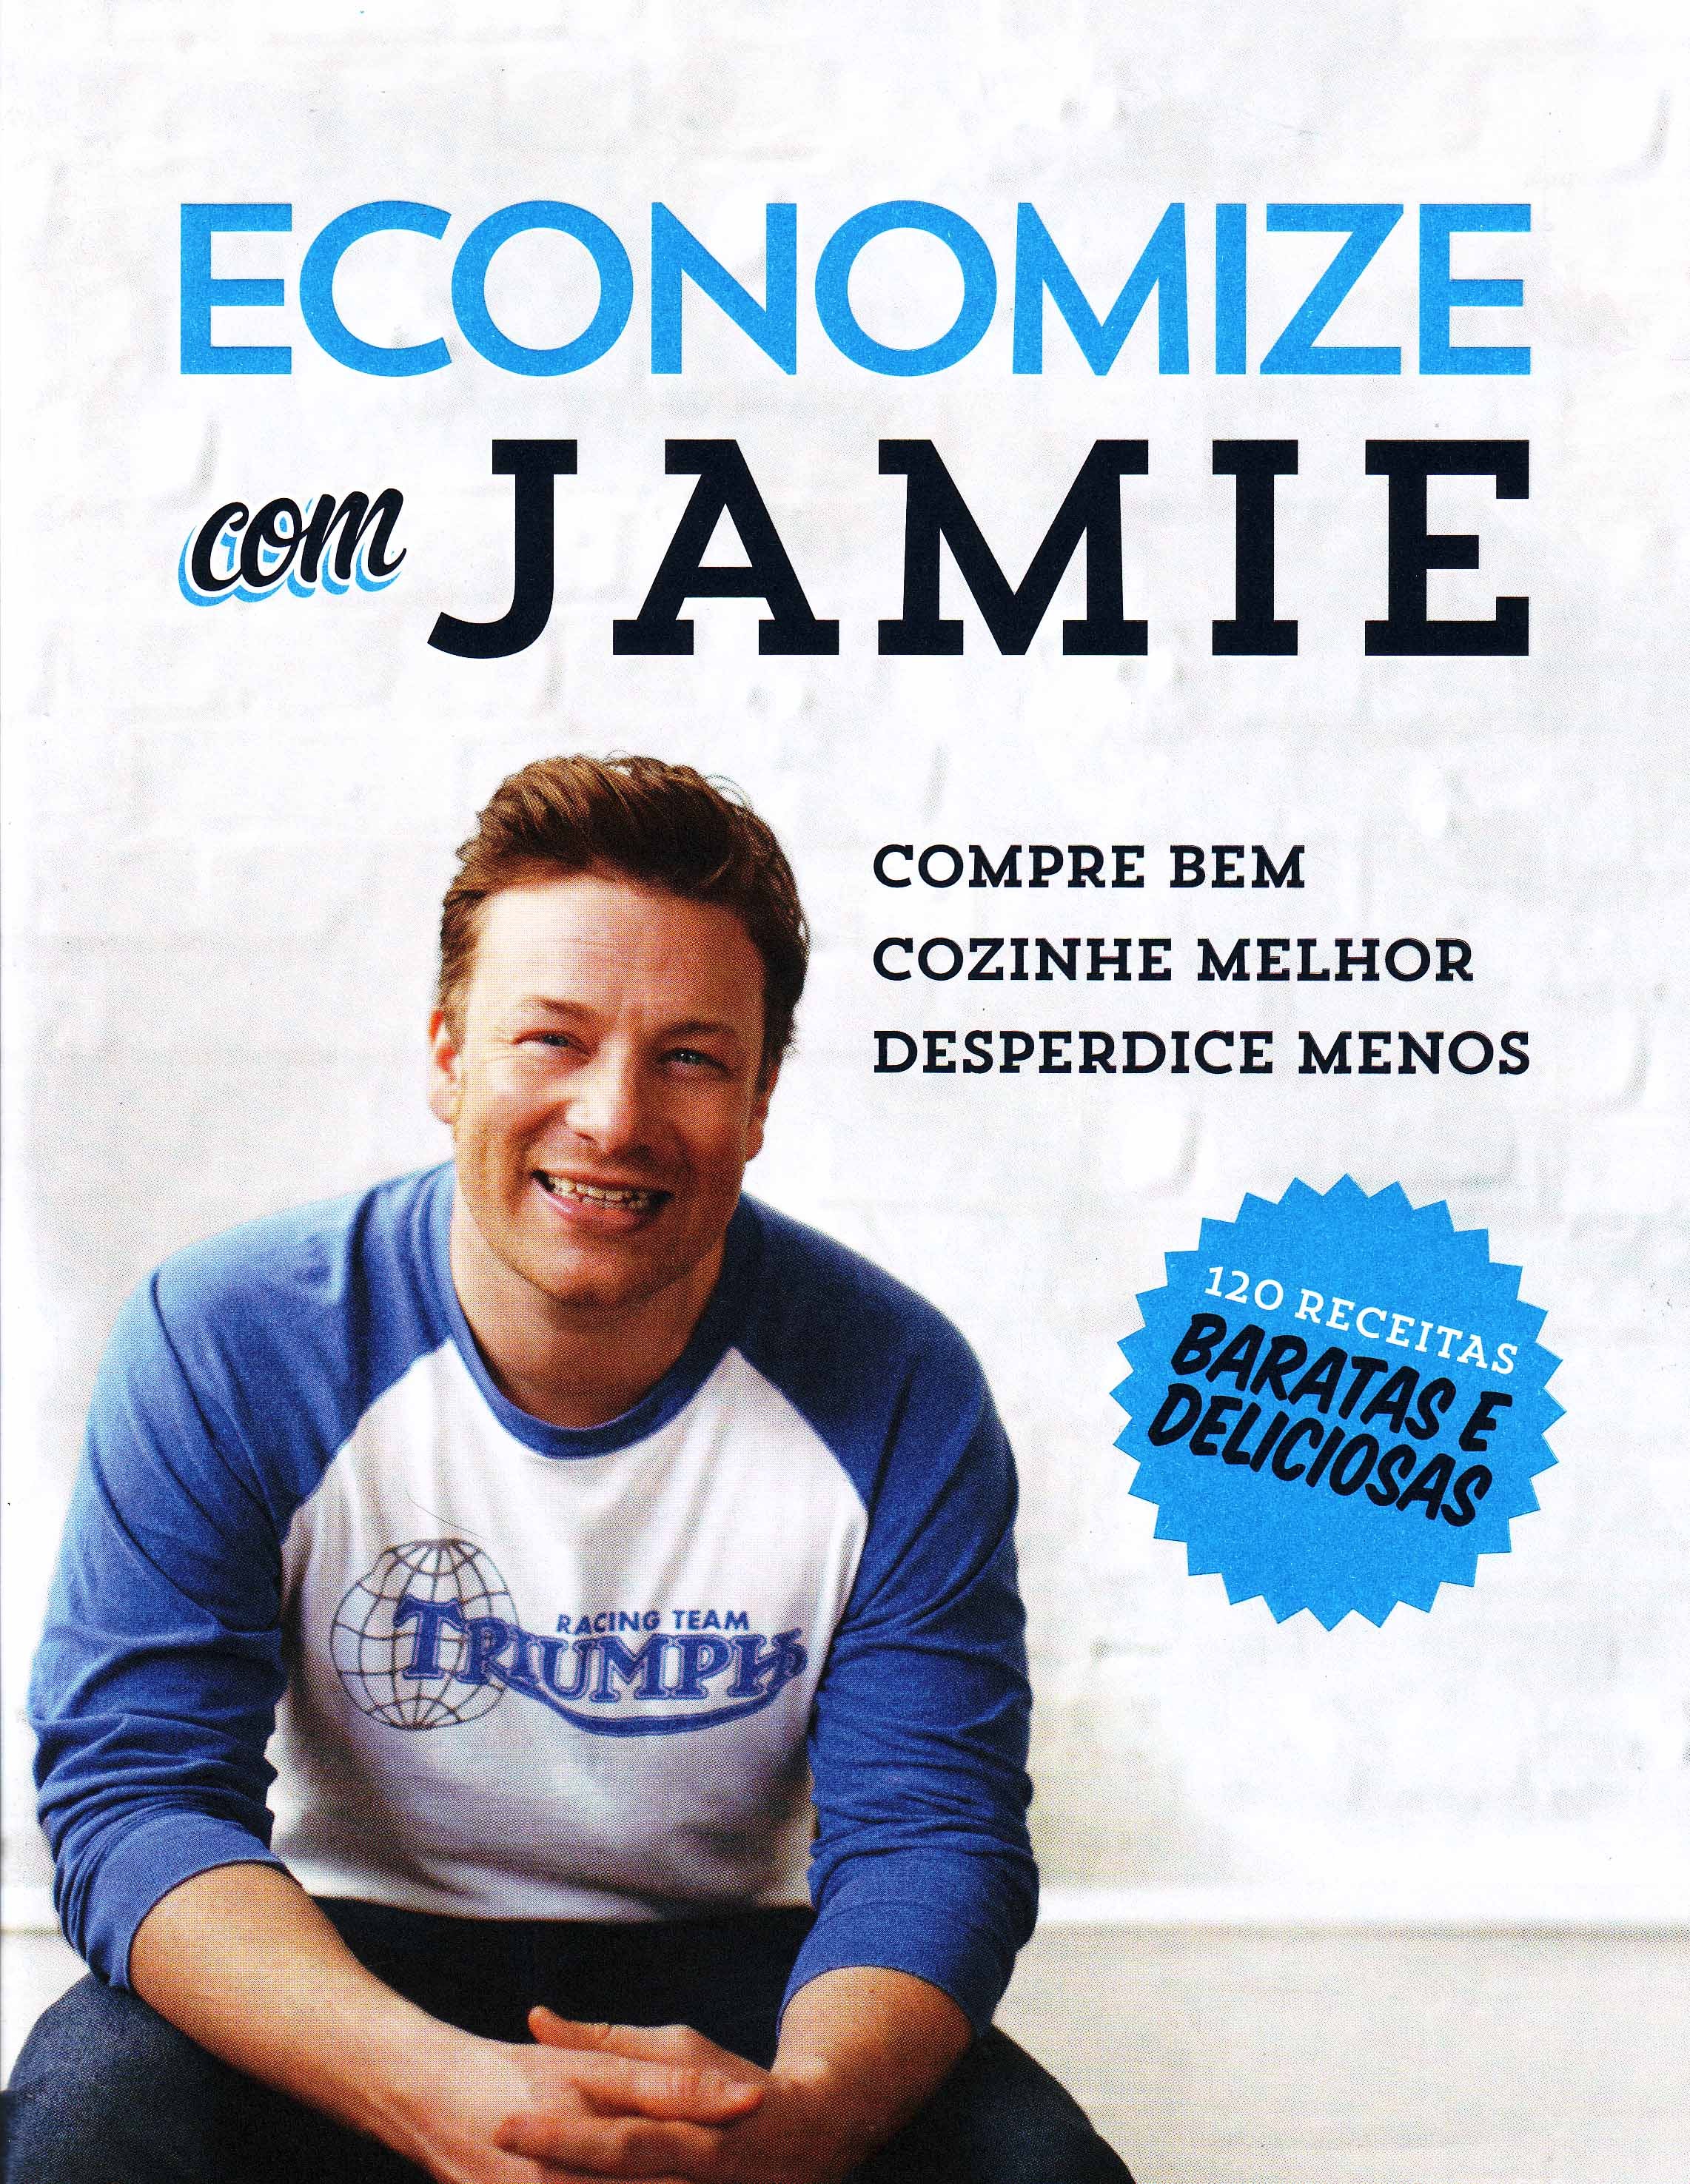 ECONOMIZE
com JAMIE
COMPRE BEM
COZINHE MELHOR
DESPERDICE MENOS
120 RECEITAS
BARATAS E
DELICIOSAS
RACING TEAM
TRIUMPH